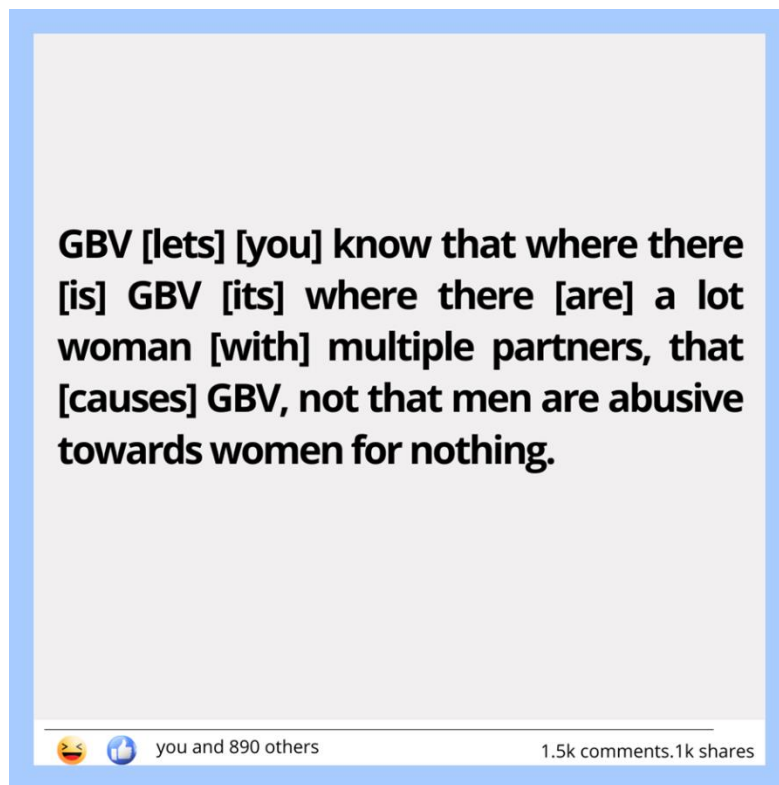 GBV [lets] [you] know that where there
[is] GBV [its] where there [are] a lot
woman [with] multiple partners, that
[causes] GBV, not that men are abusive
towards women for nothing.
you and 890 others
1.5k comments.1k shares